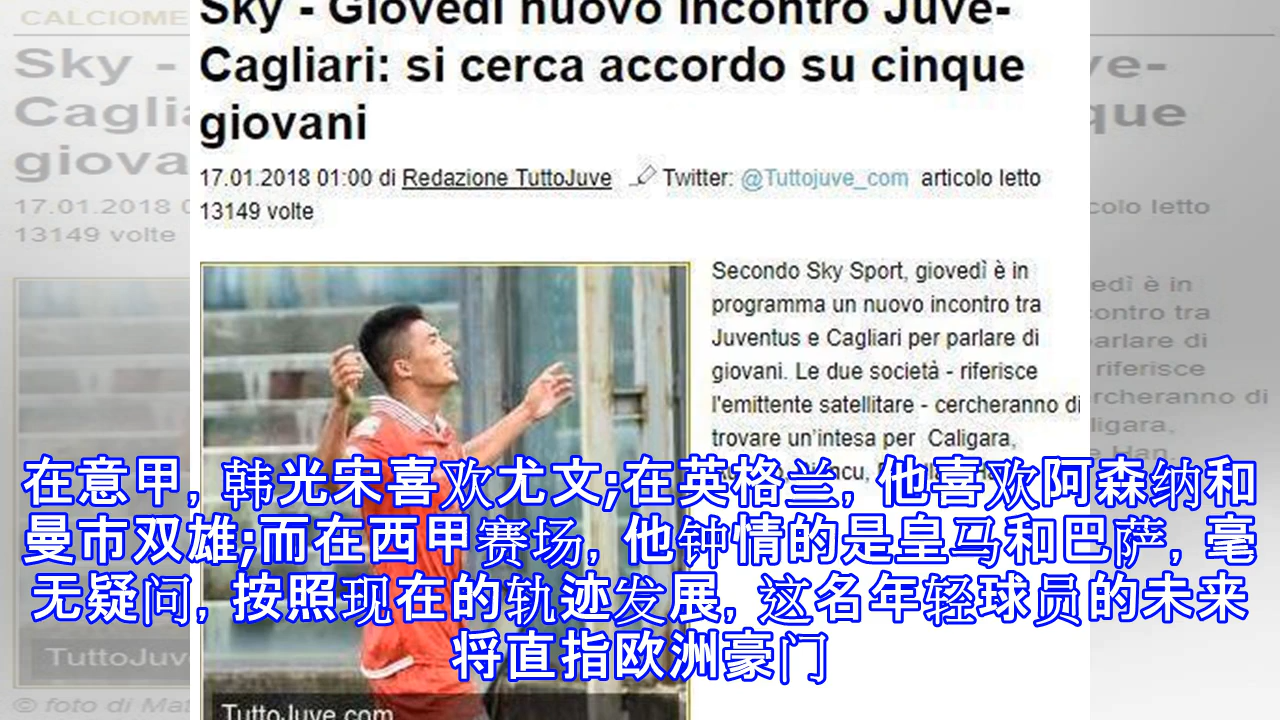 Sky - Giovedì nuovo incontro Juve-
Cagliari: si cerca accordo su cinque
giovani
17.01.2018 01:00 di Redazione TuttoJuve Twitter: @Tuttojuve_com articolo letto
13149 volte
Secondo Sky Sport, giovedì è in
programma un nuovo incontro tra
Juventus e Cagliari per parlare di
giovani. Le due società - riferisce
l'emittente satellitare - cercheranno di
trovare un'intesa per Caligara,
在意甲, 韩光宋喜欢尤文;在英格兰, 他喜欢阿森纳和
曼市双雄;而在西甲赛场, 他钟情的是皇马和巴萨, 毫
无疑问, 按照现在的轨迹发展, 这名年轻球员的未来
将直指欧洲豪门
TuttoJuve.com